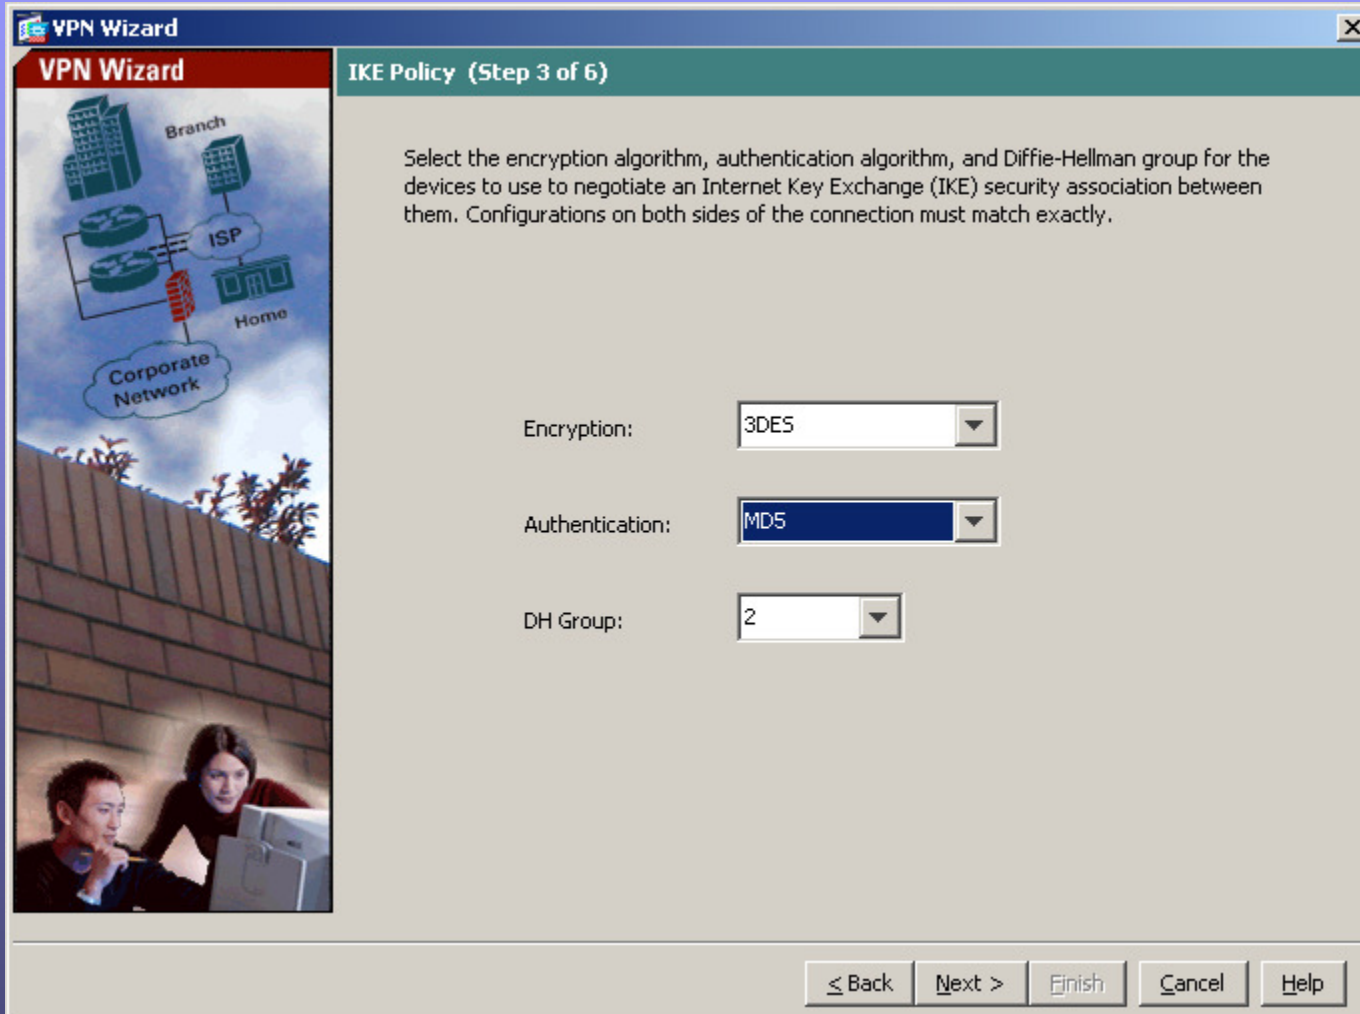 VPN Wizard
VPN Wizard
IKE Policy (Step 3 of 6)
Branch
ISP
Home
Corporate
Network
Select the encryption algorithm, authentication algorithm, and Diffie-Hellman group for the
devices to use to negotiate an Internet Key Exchange (IKE) security association between
them. Configurations on both sides of the connection must match exactly.
Encryption: 3DES
Authentication: MD5
DH Group: 2
< Back Next > Finish Cancel Help